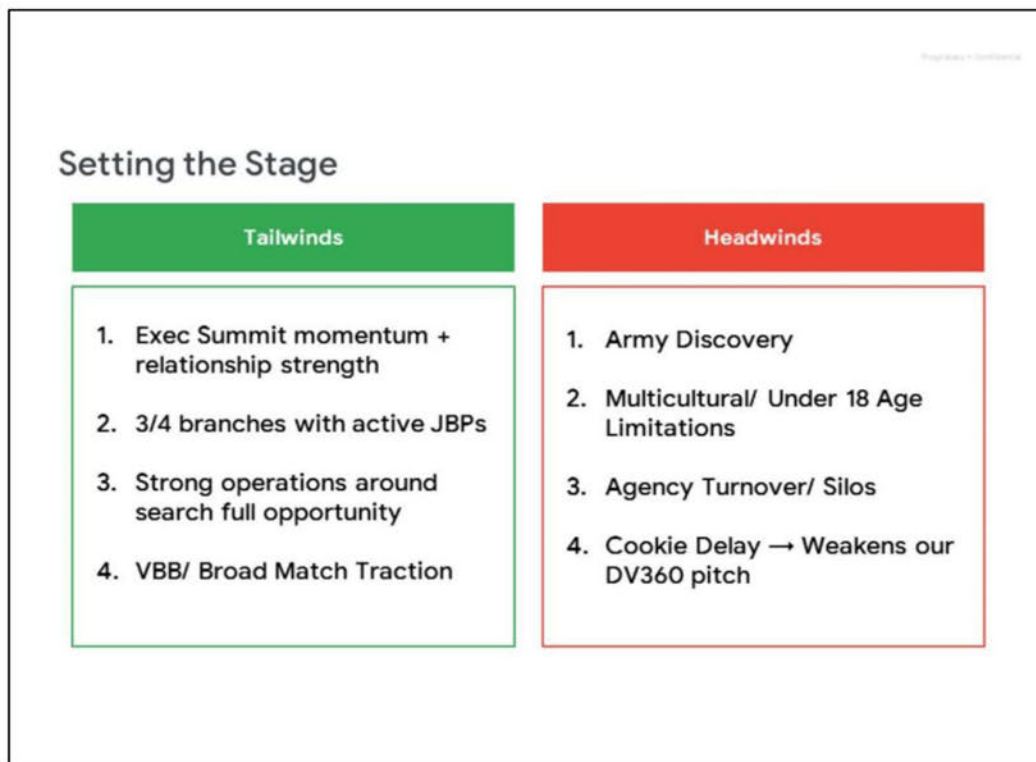 Proprietary + Confidential
Setting the Stage
Tailwinds
1. Exec Summit momentum +
relationship strength
2. 3/4 branches with active JBPs
3. Strong operations around
search full opportunity
4. VBB/ Broad Match Traction
Headwinds
1. Army Discovery
2. Multicultural/ Under 18 Age
Limitations
3. Agency Turnover/ Silos
4. Cookie Delay → Weakens our
DV360 pitch